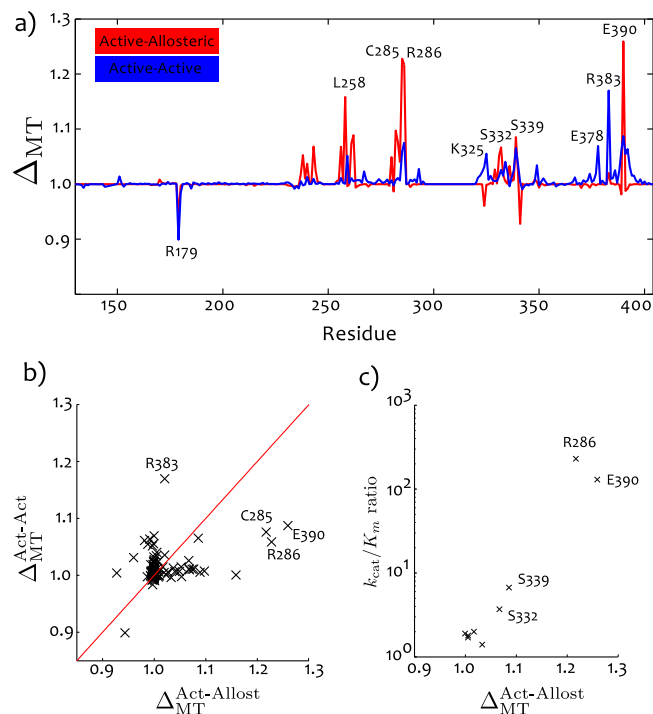 a)
1.3
1.2
1.1
1.0
0.9
Δ_MT
Active-Allosteric
Active-Active
R179
L258
C285 R286
K325
S332
S339
E378
R383
E390
150 200 250 300 350 400
Residue
b)
1.3
1.2
1.1
1.0
0.9
Δ_MT^Act-Act
R383
C285
E390
R286
0.9 1.0 1.1 1.2 1.3
Δ_MT^Act-Allost
c)
10^3
10^2
10^1
10^0
k_cat/K_m ratio
R286
E390
S339
S332
0.9 1.0 1.1 1.2 1.3
Δ_MT^Act-Allost